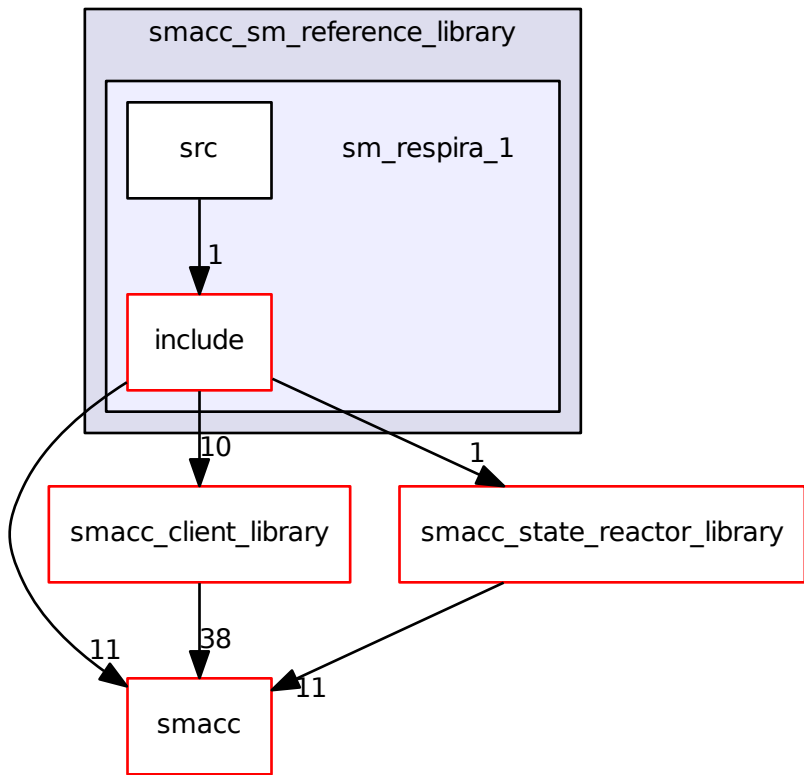 smacc_sm_reference_library
src
sm_respira_1
1
include
10
1
smacc_client_library
smacc_state_reactor_library
11
38
11
smacc